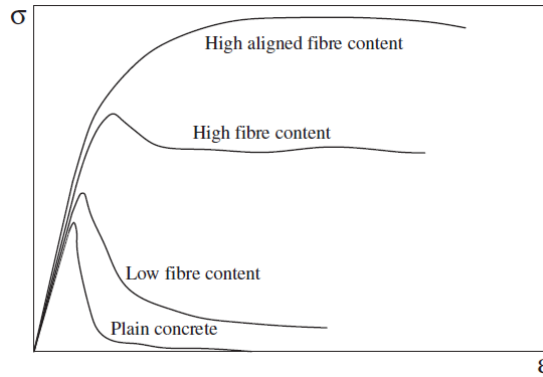 σ
High aligned fibre content
High fibre content
Low fibre content
Plain concrete
ε